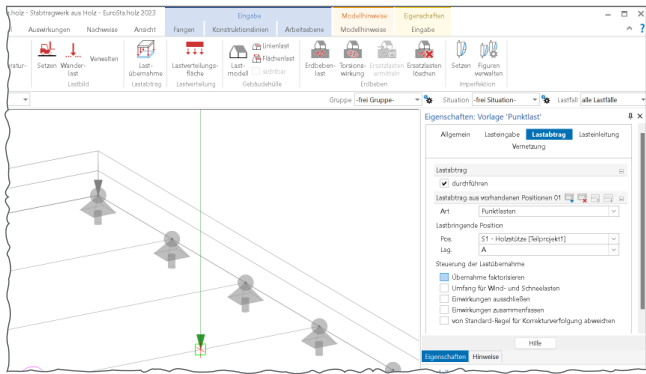 .holz - Stabtragwerk aus Holz - EuroSta.holz 2023
Eingabe Modellhinweise Eigenschaften
Auswirkungen Nachweise Ansicht Fangen Konstruktionslinien Arbeitsebene Modellhinweise Eingabe
Setzen Wander-
last
Verwelten
Last-
übernahme
Lastverteilungs-
fläche
Last-
modell
Linienlast
Flächenlast
sichtbar
Erdbeben-
last
Torsions-
wirkung
Ersatzlasten
ermitteln
Ersatzlasten
löschen
Setzen
Figuren
verwalten
Lastbild Lastabtrag Lastverteilung Gebäudehülle Erdbeben Imperfektion
Gruppe -frei Gruppe- Situation -frei Situation- Lastfall alle Lastfälle
Eigenschaften: Vorlage 'Punktlast'
Allgemein Lasteingabe Lastabtrag Lasteinleitung
Vernetzung
Lastabtrag
durchführen
Lastabtrag aus vorhandenen Positionen 01
Art Punktlasten
Lastbringende Position
Pos. S1 - Holzstütze [Teilprojekt1]
Lag. A
Steuerung der Lastübernahme
Übernahme faktorisieren
Umfang für Wind- und Schneelasten
Einwirkungen ausschließen
Einwirkungen zusammenfassen
von Standard-Regel für Korrekturverfolgung abweichen
Hilfe
Eigenschaften Hinweise